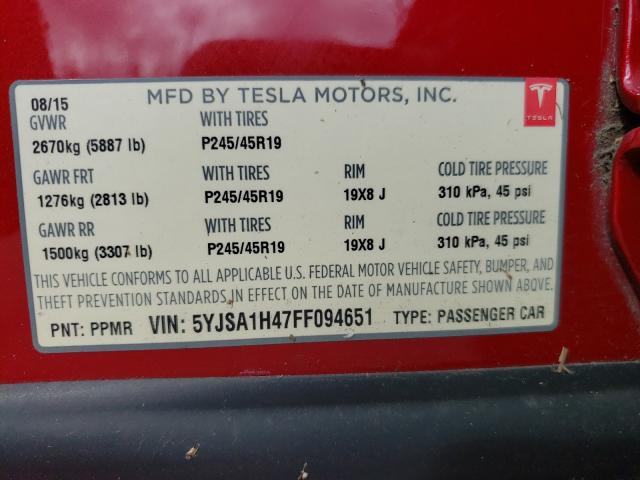 08/15 MFD BY TESLA MOTORS, INC.
GVWR WITH TIRES TESLA
2670kg (5887 lb) P245/45R19
GAWR FRT WITH TIRES RIM COLD TIRE PRESSURE
1276kg (2813 lb) P245/45R19 19X8 J 310 kPa, 45 psi
GAWR RR WITH TIRES RIM COLD TIRE PRESSURE
1500kg (3307 lb) P245/45R19 19X8 J 310 kPa, 45 psi
THIS VEHICLE CONFORMS TO ALL APPLICABLE U.S. FEDERAL MOTOR VEHICLE SAFETY, BUMPER, AND
THEFT PREVENTION STANDARDS IN EFFECT ON THE DATE OF MANUFACTURE SHOWN ABOVE.
PNT: PPMR VIN: 5YJSA1H47FF094651 TYPE: PASSENGER CAR